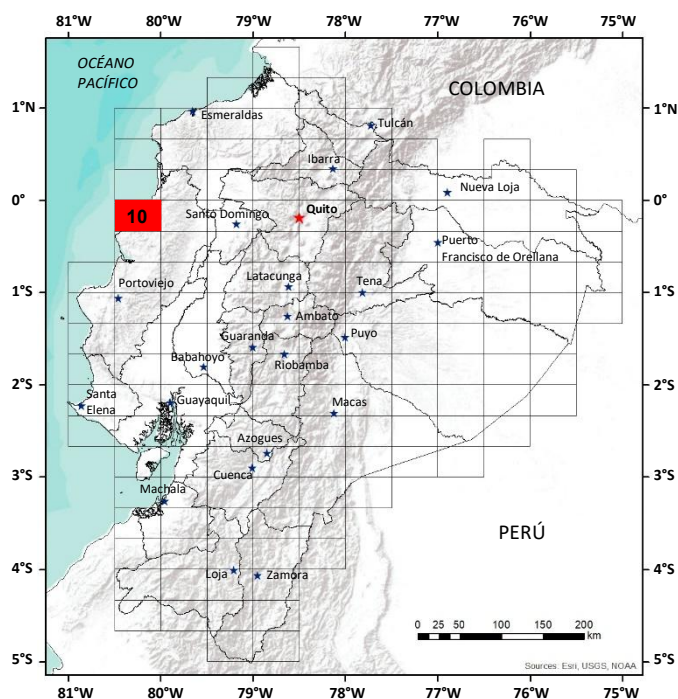 81°W 80°W 79°W 78°W 77°W 76°W 75°W
OCÉANO
PACÍFICO
COLOMBIA
1°N 1°N
Esmeraldas
Tulcán
Ibarra
Nueva Loja
0° 0°
10
Santo Domingo
Quito
Puerto
Francisco de Orellana
Latacunga
Tena
1°S 1°S
Portoviejo
Ambato
Guaranda
Puyo
Babahoyo
Riobamba
2°S 2°S
Santa
Elena
Guayaquil
Macas
Azogues
Cuenca
3°S 3°S
Machala
PERÚ
4°S 4°S
Loja
Zamora
0 25 50 100 150 200
km
5°S 5°S
Sources: Esri, USGS, NOAA
81°W 80°W 79°W 78°W 77°W 76°W 75°W